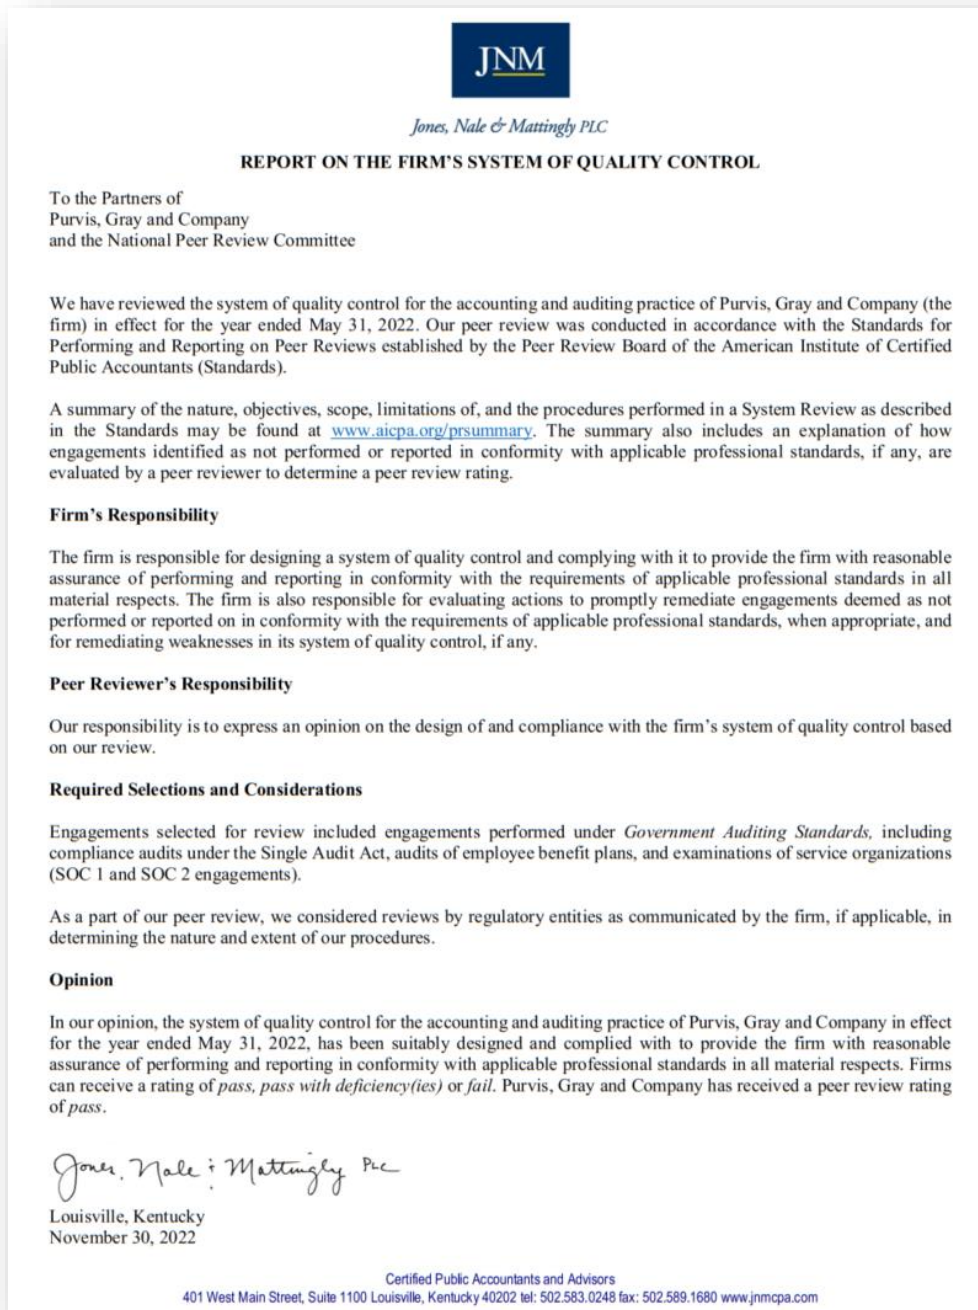 JNM
Jones, Nale & Mattingly PLC
REPORT ON THE FIRM'S SYSTEM OF QUALITY CONTROL
To the Partners of
Purvis, Gray and Company
and the National Peer Review Committee
We have reviewed the system of quality control for the accounting and auditing practice of Purvis, Gray and Company (the
firm) in effect for the year ended May 31, 2022. Our peer review was conducted in accordance with the Standards for
Performing and Reporting on Peer Reviews established by the Peer Review Board of the American Institute of Certified
Public Accountants (Standards).
A summary of the nature, objectives, scope, limitations of, and the procedures performed in a System Review as described
in the Standards may be found at www.aicpa.org/prsummary. The summary also includes an explanation of how
engagements identified as not performed or reported in conformity with applicable professional standards, if any, are
evaluated by a peer reviewer to determine a peer review rating.
Firm's Responsibility
The firm is responsible for designing a system of quality control and complying with it to provide the firm with reasonable
assurance of performing and reporting in conformity with the requirements of applicable professional standards in all
material respects. The firm is also responsible for evaluating actions to promptly remediate engagements deemed as not
performed or reported on in conformity with the requirements of applicable professional standards, when appropriate, and
for remediating weaknesses in its system of quality control, if any.
Peer Reviewer's Responsibility
Our responsibility is to express an opinion on the design of and compliance with the firm's system of quality control based
on our review.
Required Selections and Considerations
Engagements selected for review included engagements performed under Government Auditing Standards, including
compliance audits under the Single Audit Act, audits of employee benefit plans, and examinations of service organizations
(SOC 1 and SOC 2 engagements).
As a part of our peer review, we considered reviews by regulatory entities as communicated by the firm, if applicable, in
determining the nature and extent of our procedures.
Opinion
In our opinion, the system of quality control for the accounting and auditing practice of Purvis, Gray and Company in effect
for the year ended May 31, 2022, has been suitably designed and complied with to provide the firm with reasonable
assurance of performing and reporting in conformity with applicable professional standards in all material respects. Firms
can receive a rating of pass, pass with deficiency(ies) or fail. Purvis, Gray and Company has received a peer review rating
of pass.
Jones, Nale & Mattingly PLC
Louisville, Kentucky
November 30, 2022
Certified Public Accountants and Advisors
401 West Main Street, Suite 1100 Louisville, Kentucky 40202 tel: 502.583.0248 fax: 502.589.1680 www.jnmcpa.com